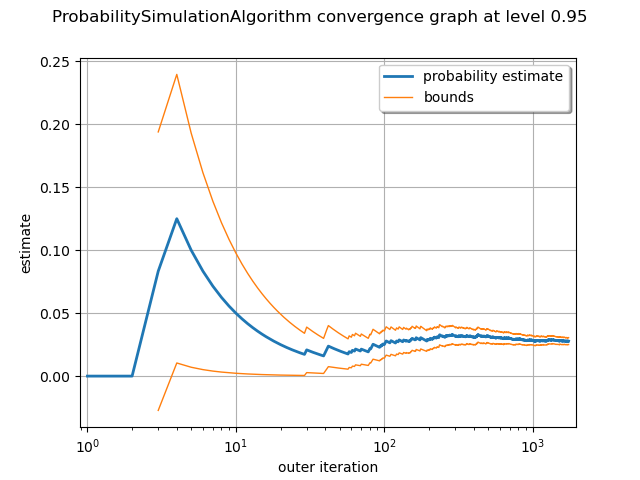 ProbabilitySimulationAlgorithm convergence graph at level 0.95
0.25
0.20
0.15
0.10
0.05
0.00
estimate
probability estimate
bounds
10⁰
10¹
10²
10³
outer iteration